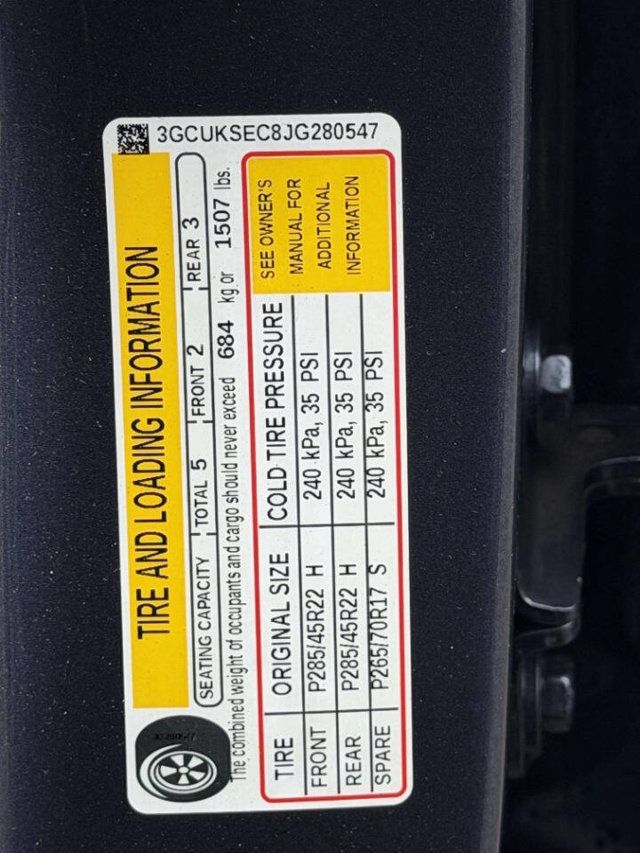 3GCUKSEC8JG280547
TIRE AND LOADING INFORMATION
SEATING CAPACITY TOTAL 5 FRONT 2 REAR 3
The combined weight of occupants and cargo should never exceed 684 kg or 1507 lbs.
TIRE ORIGINAL SIZE COLD TIRE PRESSURE
FRONT P285/45R22 H 240 kPa, 35 PSI
REAR P285/45R22 H 240 kPa, 35 PSI
SPARE P265/70R17 S 240 kPa, 35 PSI
SEE OWNER'S
MANUAL FOR
ADDITIONAL
INFORMATION